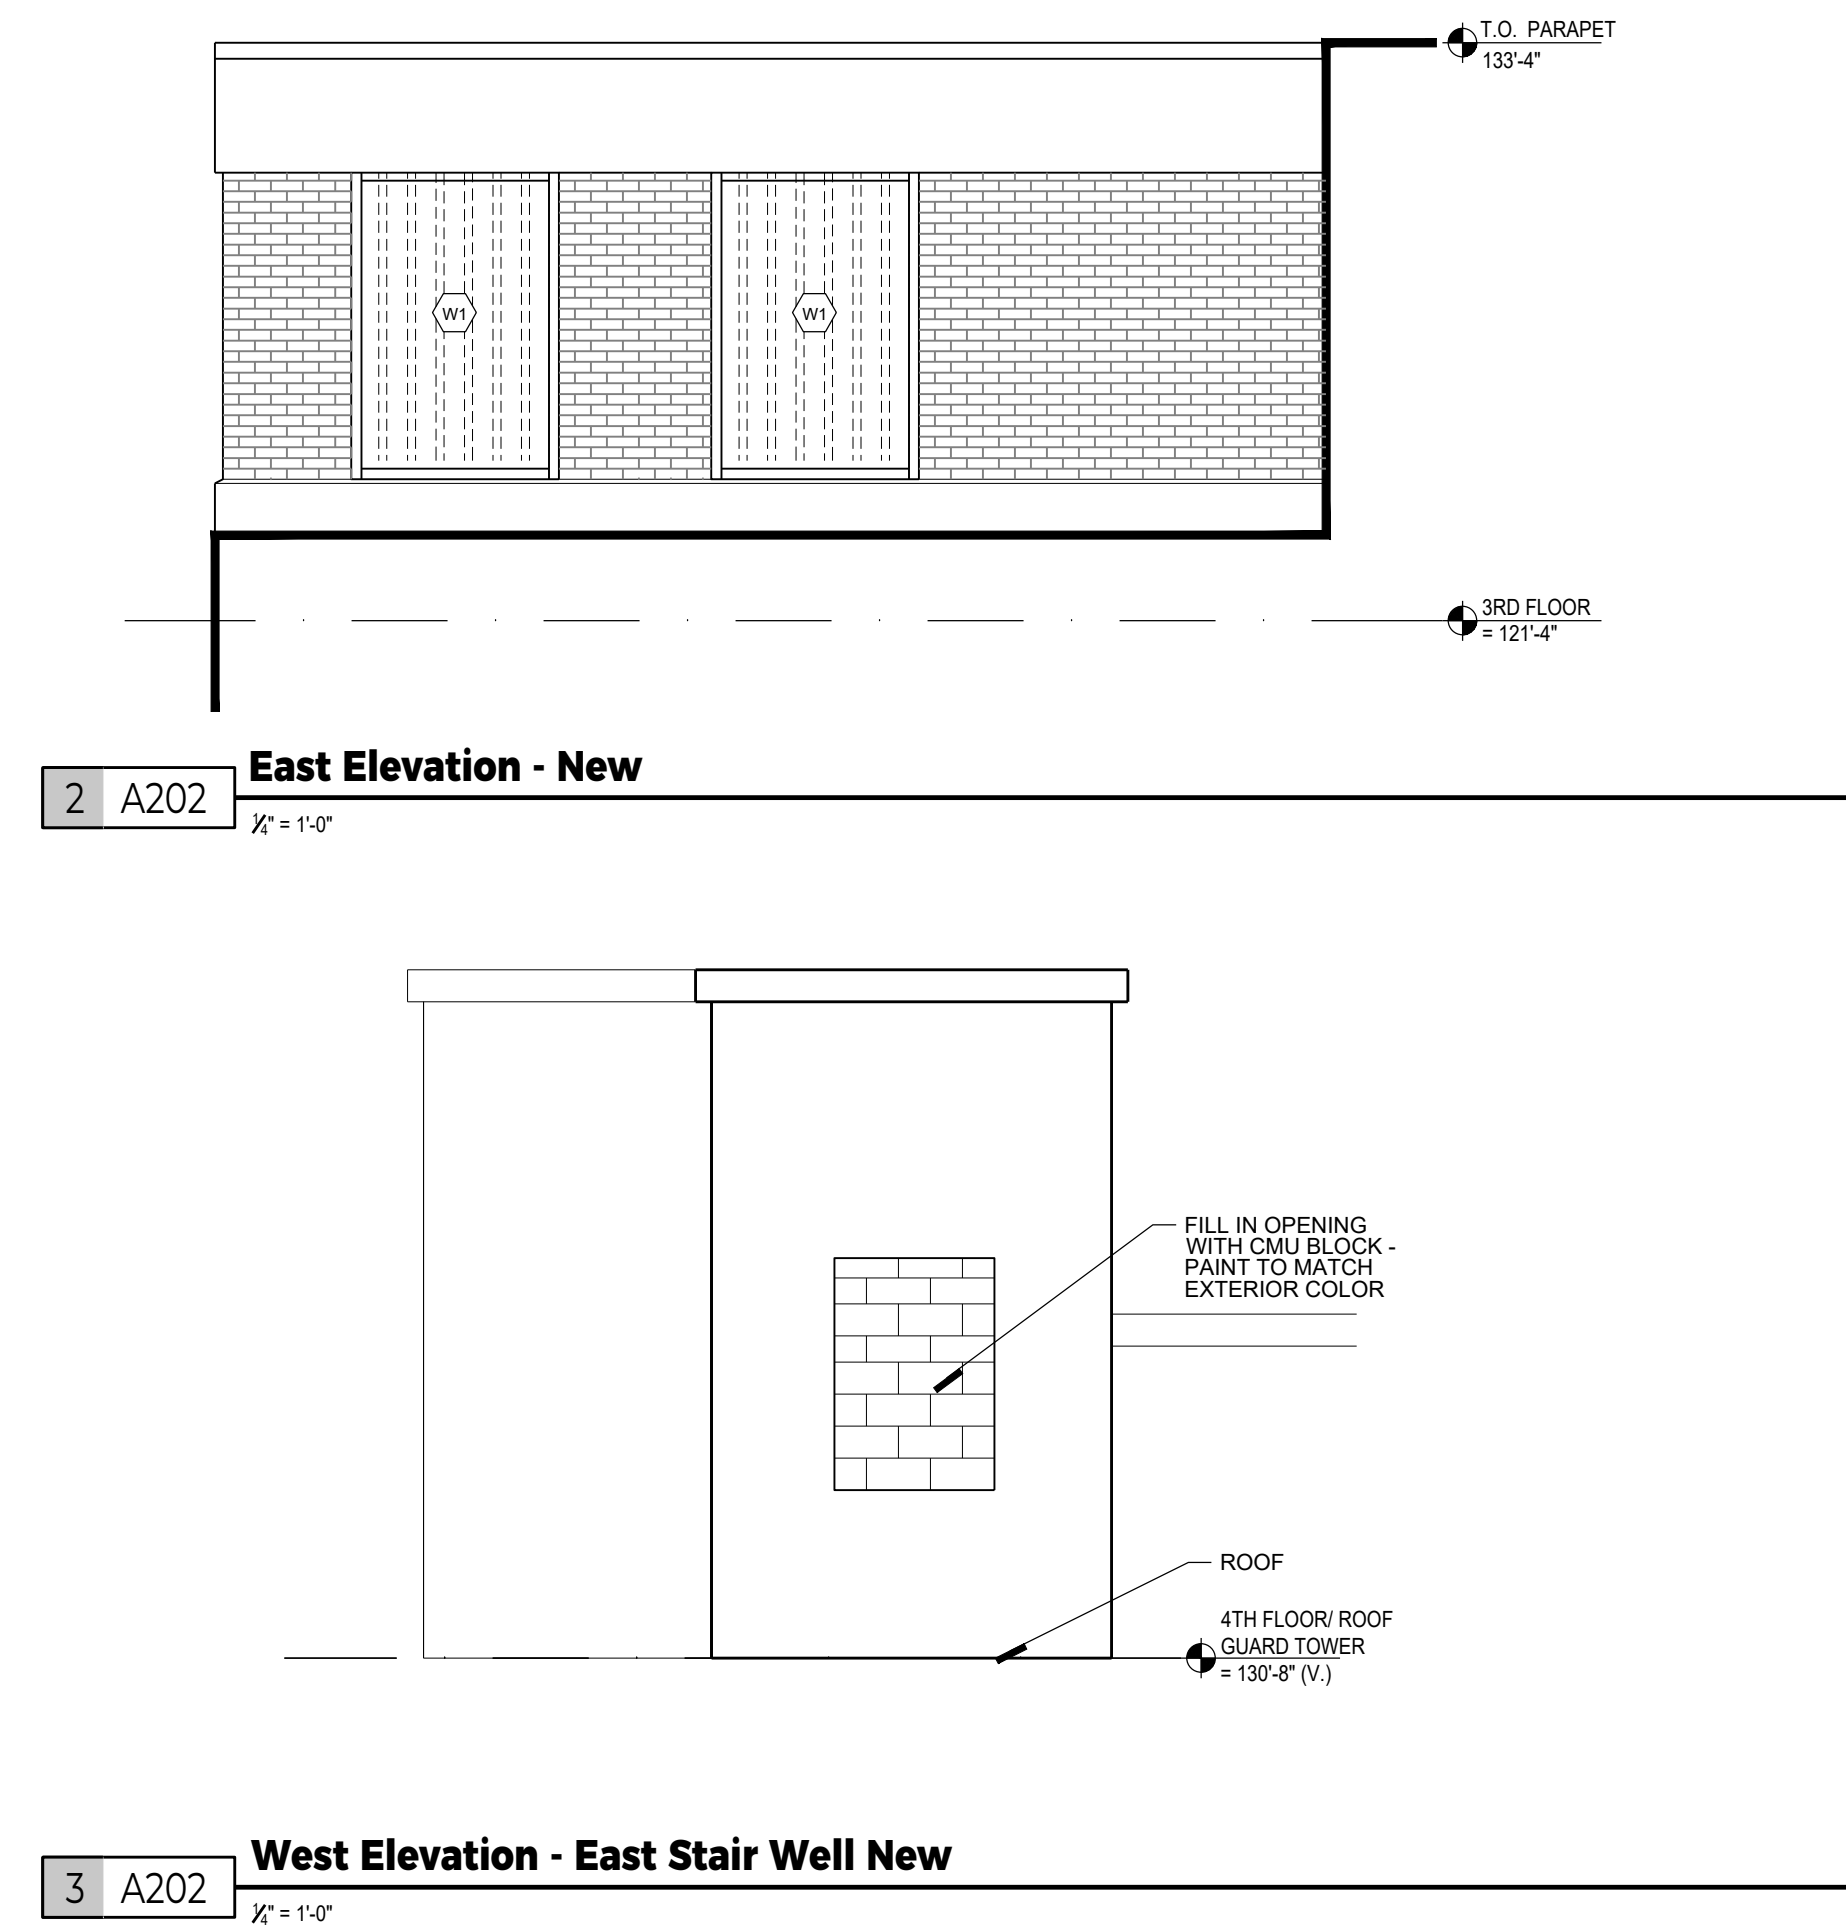 T.O. PARAPET
133'-4"
W1
W1
3RD FLOOR
= 121'-4"
East Elevation - New
2 A202
¼" = 1'-0"
FILL IN OPENING
WITH CMU BLOCK -
PAINT TO MATCH
EXTERIOR COLOR
ROOF
4TH FLOOR/ ROOF
GUARD TOWER
= 130'-8" (V.)
West Elevation - East Stair Well New
3 A202
¼" = 1'-0"